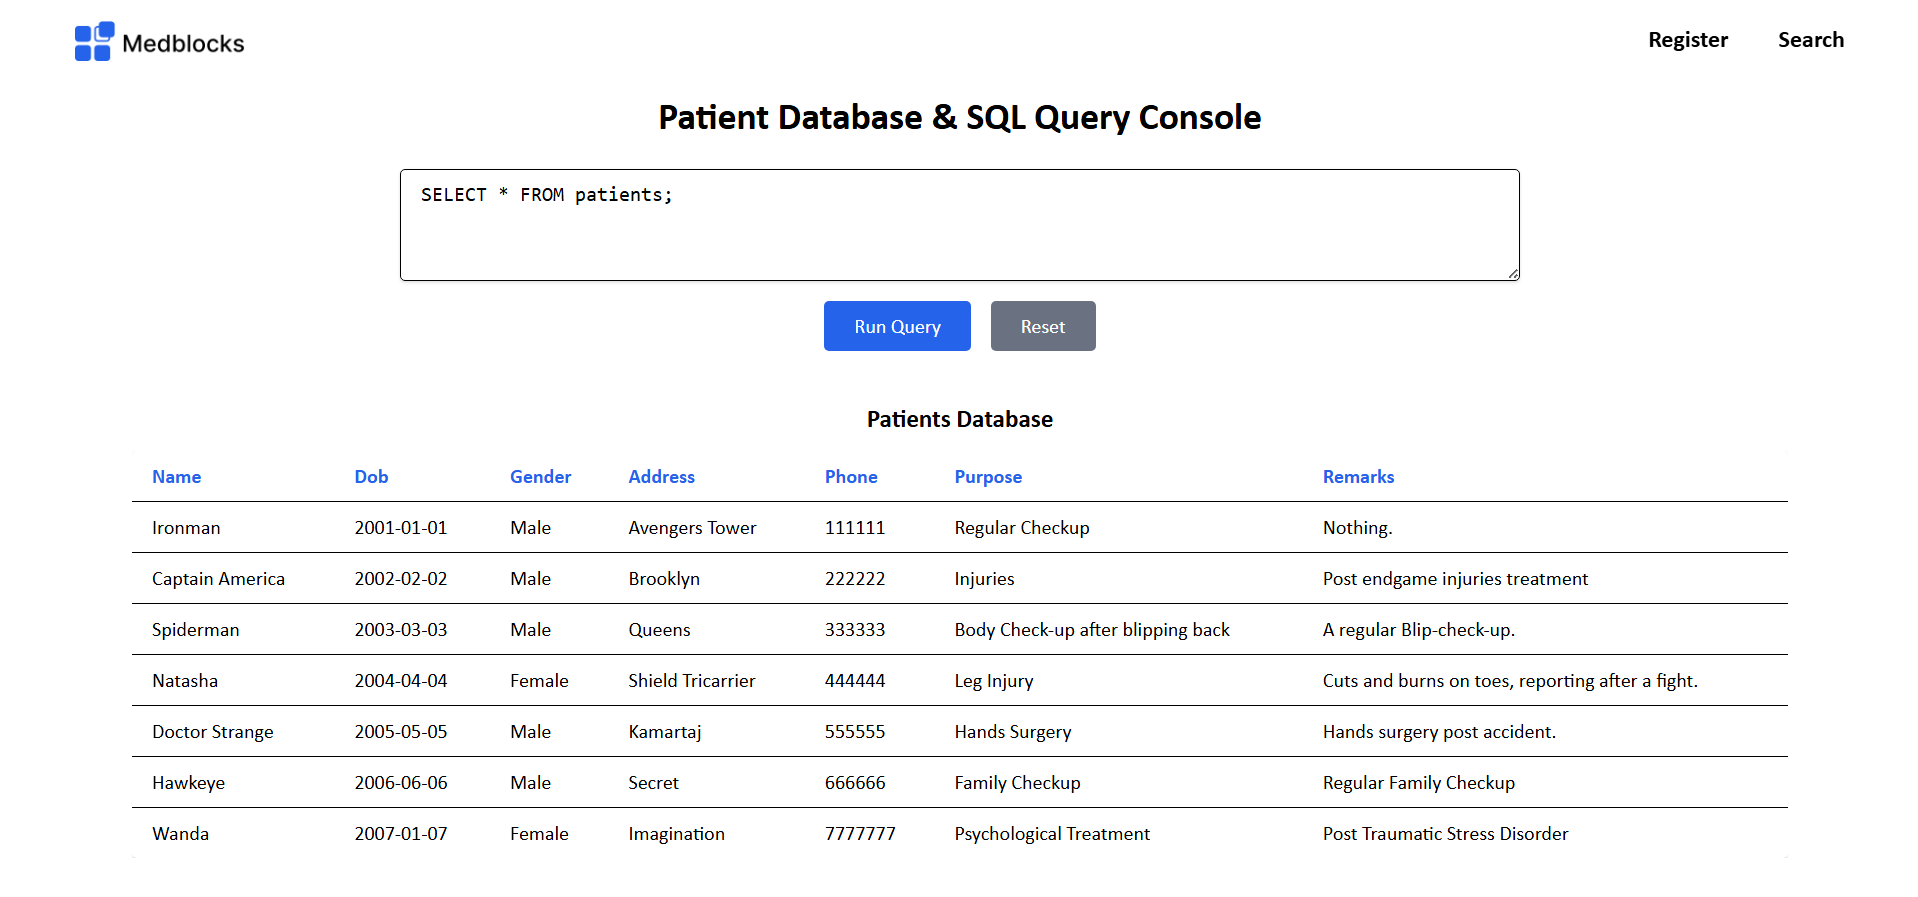 Medblocks
Register Search
Patient Database & SQL Query Console
SELECT * FROM patients;
Run Query Reset
Patients Database
Name Dob Gender Address Phone Purpose Remarks
Ironman 2001-01-01 Male Avengers Tower 111111 Regular Checkup Nothing.
Captain America 2002-02-02 Male Brooklyn 222222 Injuries Post endgame injuries treatment
Spiderman 2003-03-03 Male Queens 333333 Body Check-up after blipping back A regular Blip-check-up.
Natasha 2004-04-04 Female Shield Tricarrier 444444 Leg Injury Cuts and burns on toes, reporting after a fight.
Doctor Strange 2005-05-05 Male Kamartaj 555555 Hands Surgery Hands surgery post accident.
Hawkeye 2006-06-06 Male Secret 666666 Family Checkup Regular Family Checkup
Wanda 2007-01-07 Female Imagination 7777777 Psychological Treatment Post Traumatic Stress Disorder